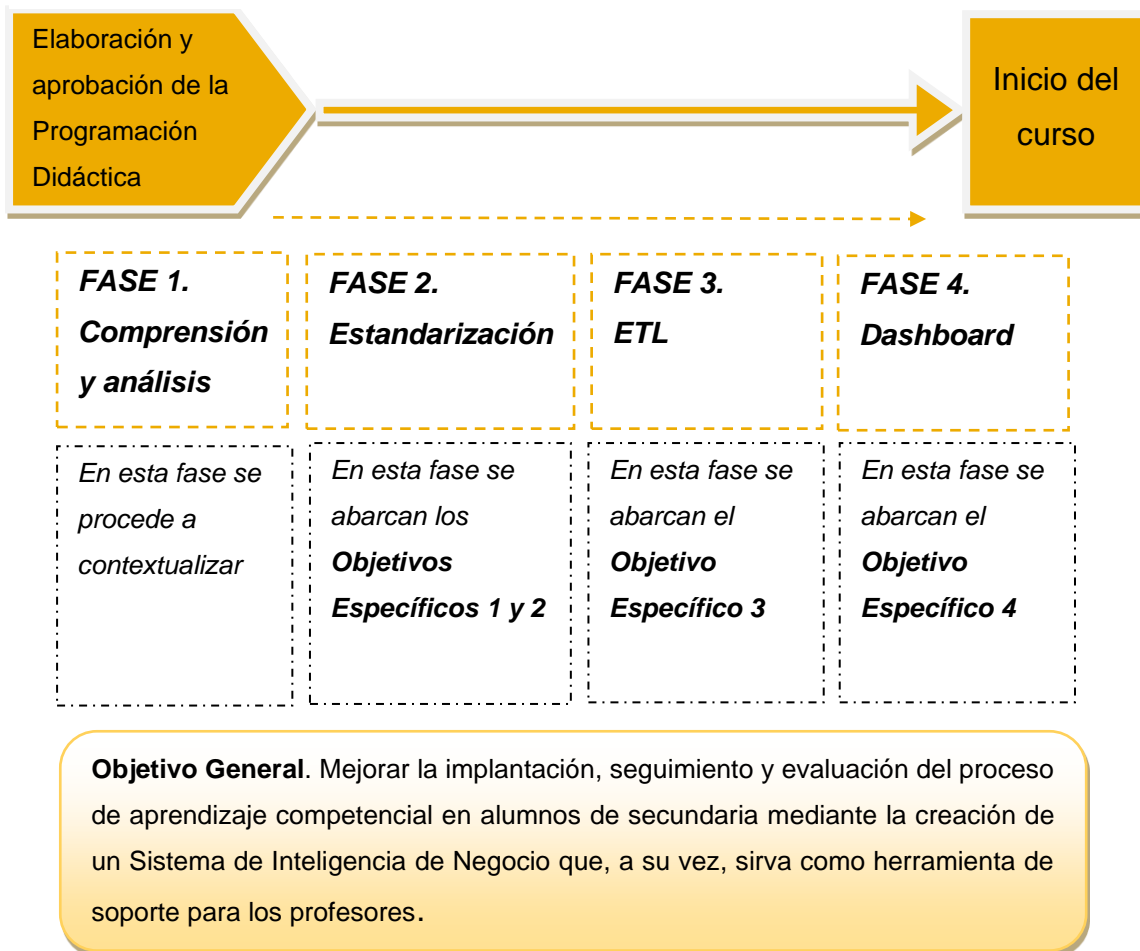 Elaboración y
aprobación de la
Programación
Didáctica
Inicio del
curso
FASE 1.
Comprensión
y análisis
FASE 2.
Estandarización
FASE 3.
ETL
FASE 4.
Dashboard
En esta fase se
procede a
contextualizar
En esta fase se
abarcan los
Objetivos
Específicos 1 y 2
En esta fase se
abarcan el
Objetivo
Específico 3
En esta fase se
abarcan el
Objetivo
Específico 4
Objetivo General. Mejorar la implantación, seguimiento y evaluación del proceso
de aprendizaje competencial en alumnos de secundaria mediante la creación de
un Sistema de Inteligencia de Negocio que, a su vez, sirva como herramienta de
soporte para los profesores.